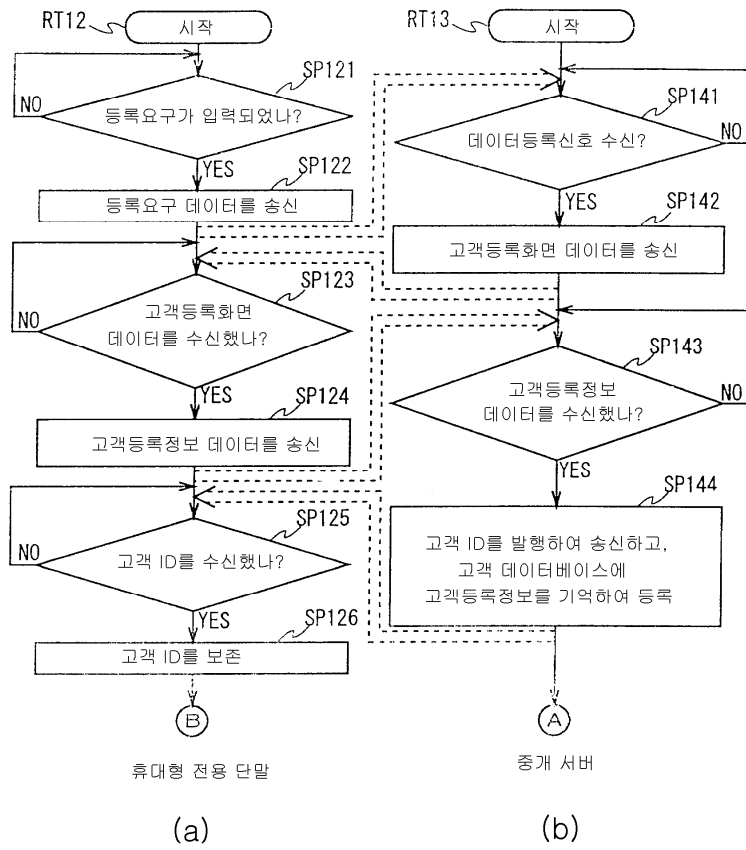 RT12
시작
SP121
NO
등록요구가 입력되었나?
YES
SP122
등록요구 데이터를 송신
SP123
NO
고객등록화면
데이터를 수신했나?
YES
SP124
고객등록정보 데이터를 송신
SP125
NO
고객 ID를 수신했나?
YES
SP126
고객 ID를 보존
B
휴대형 전용 단말
(a)
RT13
시작
SP141
NO
데이터등록신호 수신?
YES
SP142
고객등록화면 데이터를 송신
SP143
NO
고객등록정보
데이터를 수신했나?
YES
SP144
고객 ID를 발행하여 송신하고,
고객 데이터베이스에
고객등록정보를 기억하여 등록
A
중개 서버
(b)